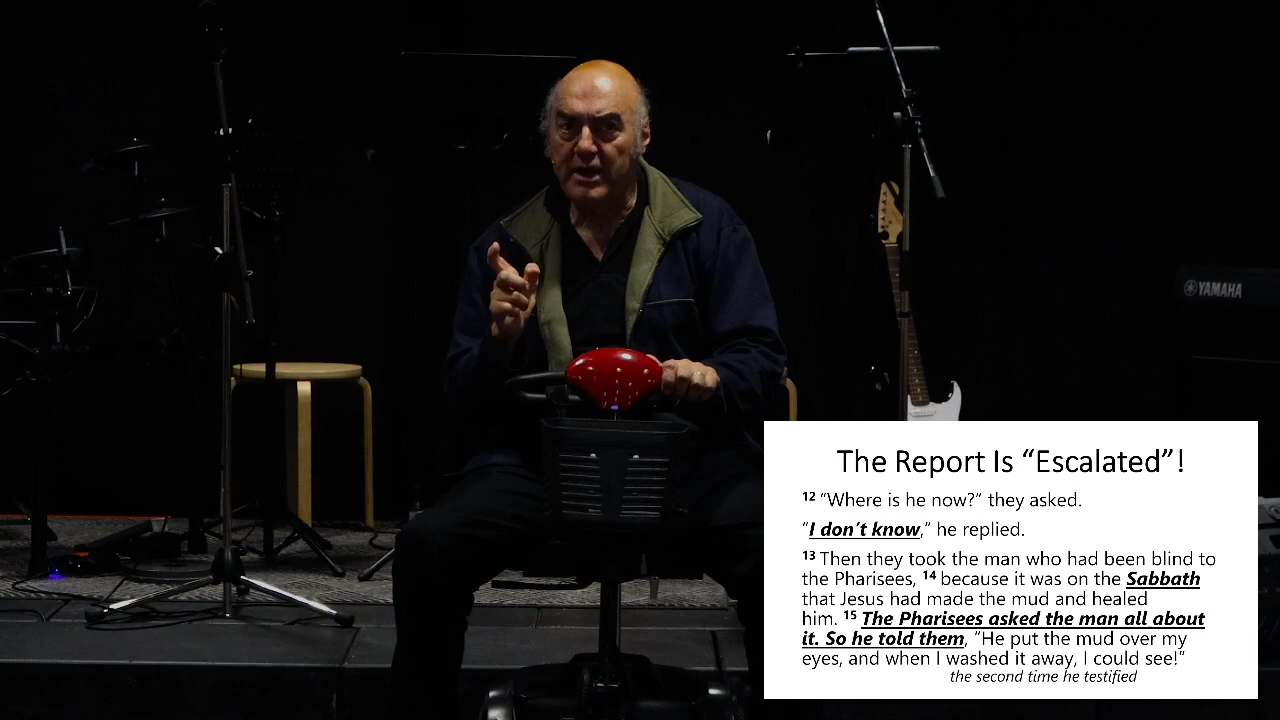 YAMAHA
The Report Is “Escalated”!
12 “Where is he now?” they asked.
“I don’t know,” he replied.
13 Then they took the man who had been blind to
the Pharisees, 14 because it was on the Sabbath
that Jesus had made the mud and healed
him. 15 The Pharisees asked the man all about
it. So he told them, “He put the mud over my
eyes, and when I washed it away, I could see!”
the second time he testified